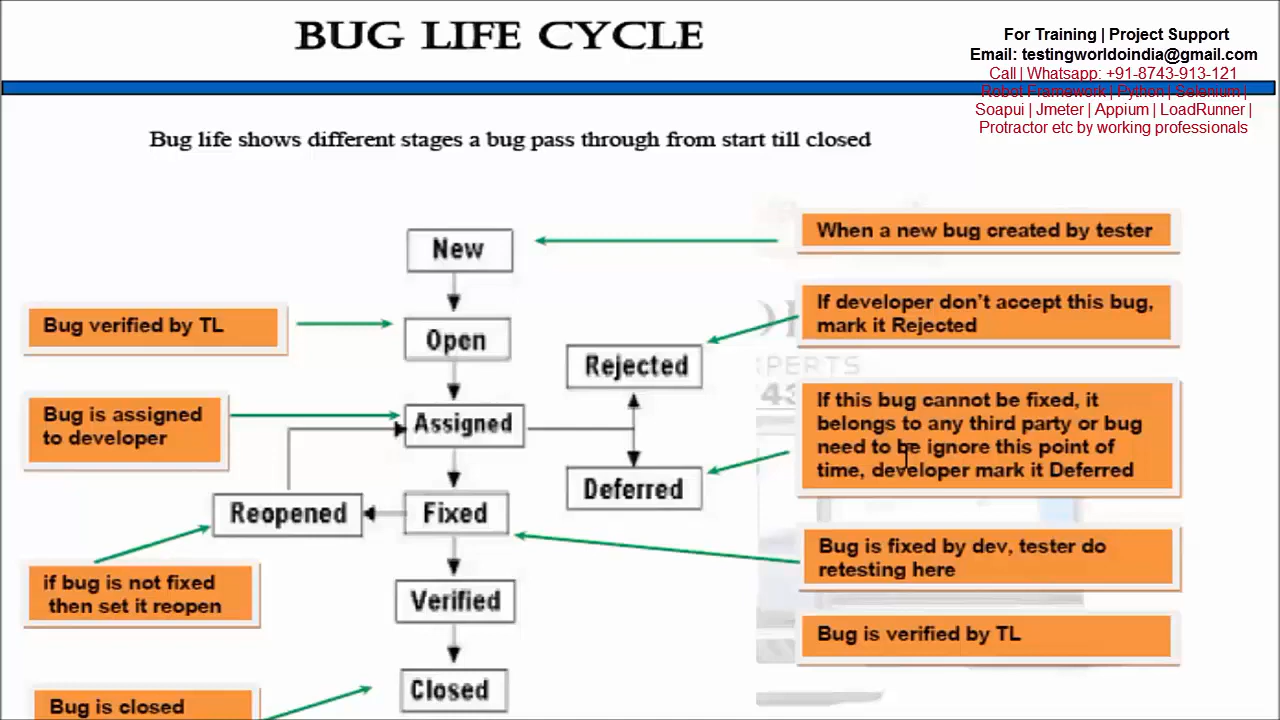 BUG LIFE CYCLE
For Training | Project Support
Email: testingworldoindia@gmail.com
Call | Whatsapp: +91-8743-913-121
Robot Framework | Python | Selenium |
Soapui | Jmeter | Appium | LoadRunner |
Protractor etc by working professionals
Bug life shows different stages a bug pass through from start till closed
New
When a new bug created by tester
Bug verified by TL
Open
If developer don't accept this bug,
mark it Rejected
Rejected
Bug is assigned
to developer
Assigned
If this bug cannot be fixed, it
belongs to any third party or bug
need to be ignore this point of
time, developer mark it Deferred
Deferred
Reopened
Fixed
Bug is fixed by dev, tester do
retesting here
if bug is not fixed
then set it reopen
Verified
Bug is verified by TL
Closed
Bug is closed